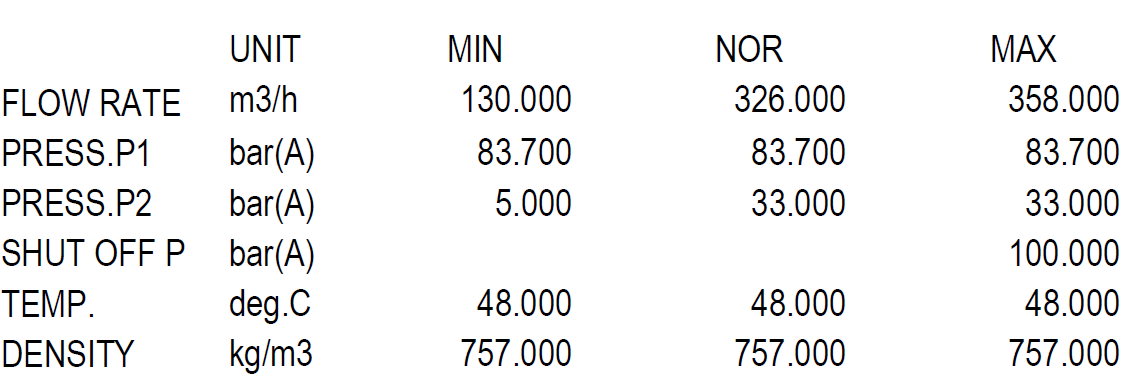 UNIT MIN NOR MAX
FLOW RATE m3/h 130.000 326.000 358.000
PRESS.P1 bar(A) 83.700 83.700 83.700
PRESS.P2 bar(A) 5.000 33.000 33.000
SHUT OFF P bar(A) 100.000
TEMP. deg.C 48.000 48.000 48.000
DENSITY kg/m3 757.000 757.000 757.000